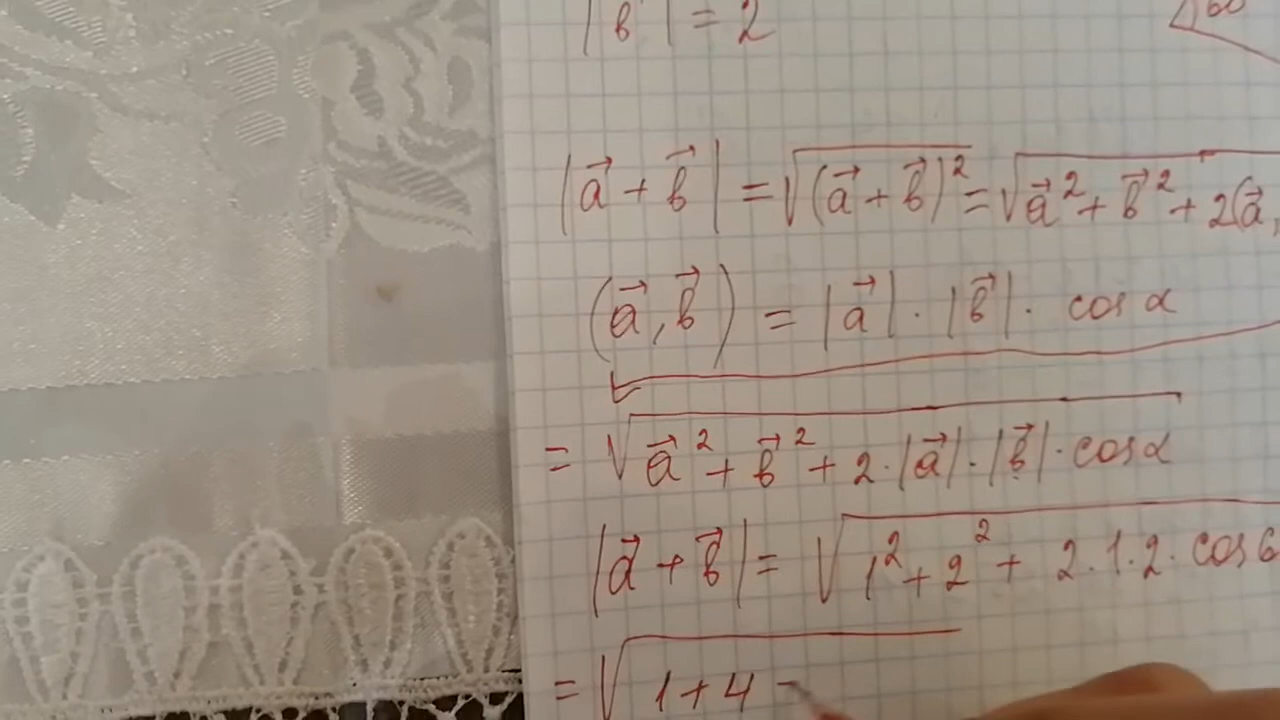 |b| = 2
60
|a⃗ + b⃗| = √(a⃗ + b⃗)² = √a⃗² + b⃗² + 2(a⃗,
(a⃗, b⃗) = |a⃗| · |b⃗| · cos α
= √a⃗² + b⃗² + 2 · |a⃗| · |b⃗| · cos α
|a⃗ + b⃗| = √1² + 2² + 2 · 1 · 2 · cos 6
= √1 + 4 -